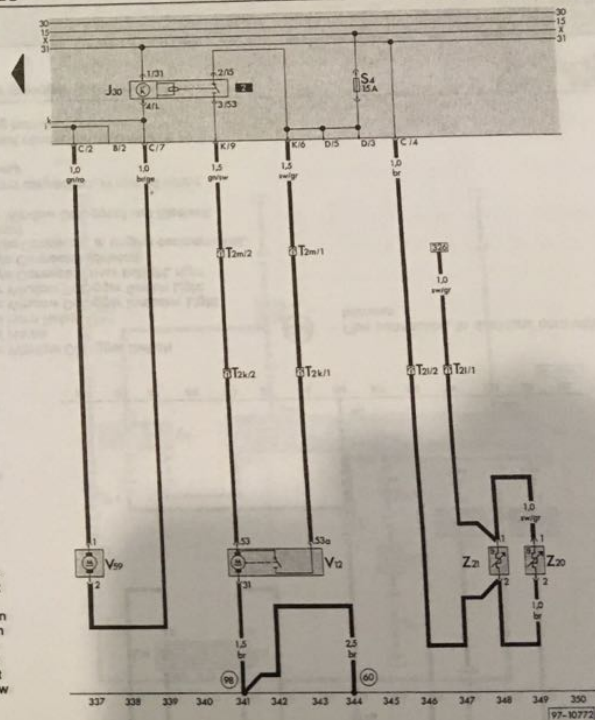 30 30
15 15
X X
31 31
1/31 2/15
J30 K 2 S4 15A
4/L 3/53
C/2 B/2 C/7 K/9 K/6 D/5 D/3 C/4
1,0 1,0 1,5 1,5 1,0
gn/ro br/ge gn/sw sw/gr br
T2m/2 T2m/1 326
1,0
sw/gr
T2k/2 T2k/1 T2l/2 T2l/1
1,0
sw/gr
1 53 53a 1 1
V59 V12 Z21 Z20
2 31 2 2
1,0
br
1,5 2,5
br br
98 60
337 338 339 340 341 342 343 344 345 346 347 348 349 350
97-10772